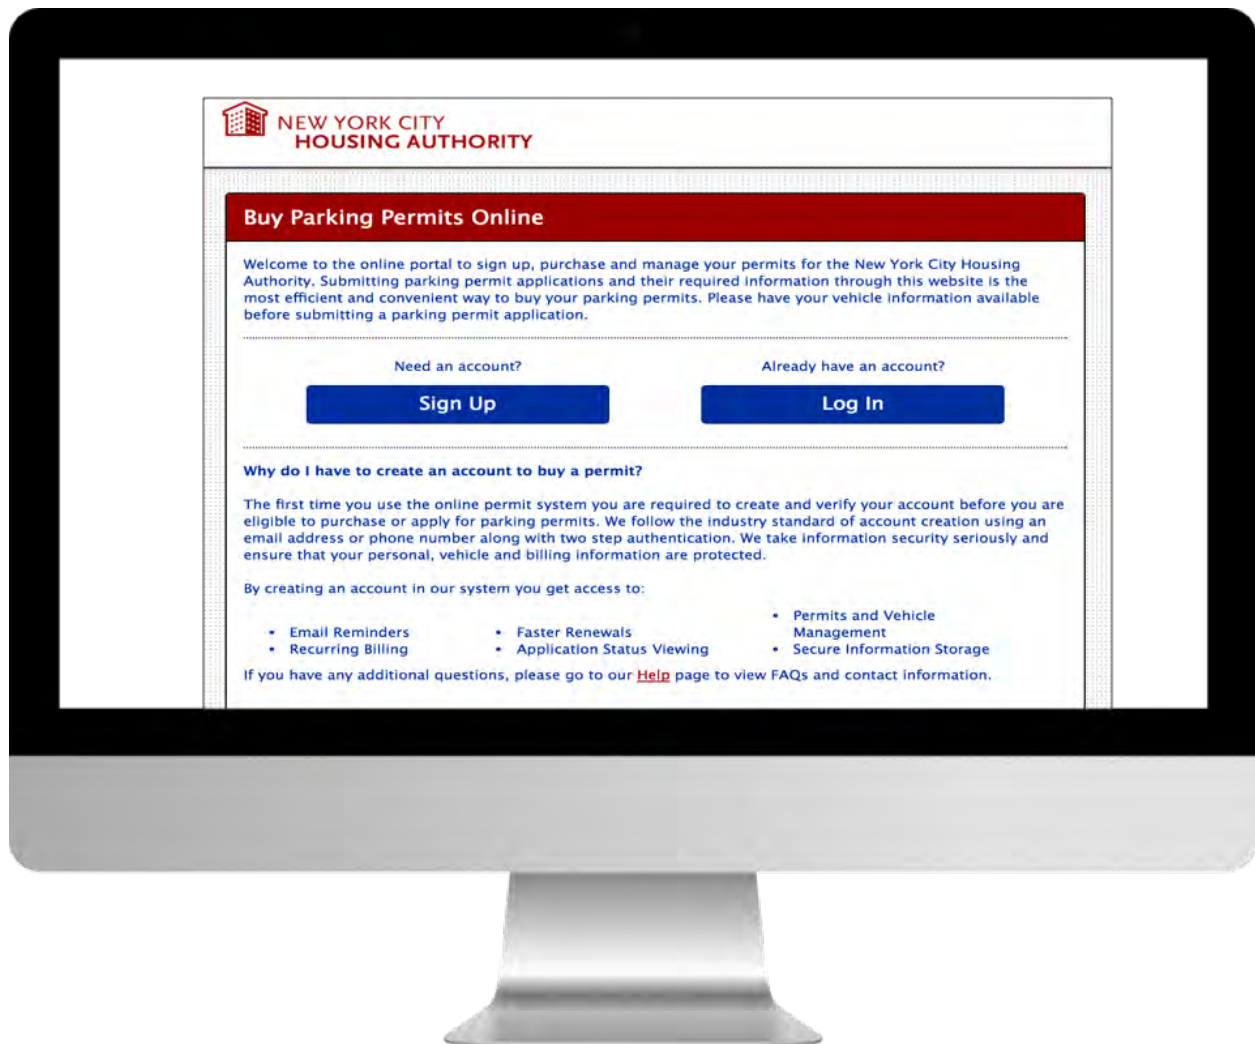 NEW YORK CITY
HOUSING AUTHORITY
Buy Parking Permits Online
Welcome to the online portal to sign up, purchase and manage your permits for the New York City Housing
Authority. Submitting parking permit applications and their required information through this website is the
most efficient and convenient way to buy your parking permits. Please have your vehicle information available
before submitting a parking permit application.
Need an account?
Sign Up
Already have an account?
Log In
Why do I have to create an account to buy a permit?
The first time you use the online permit system you are required to create and verify your account before you are
eligible to purchase or apply for parking permits. We follow the industry standard of account creation using an
email address or phone number along with two step authentication. We take information security seriously and
ensure that your personal, vehicle and billing information are protected.
By creating an account in our system you get access to:
• Email Reminders
• Recurring Billing
• Faster Renewals
• Application Status Viewing
• Permits and Vehicle
Management
• Secure Information Storage
If you have any additional questions, please go to our Help page to view FAQs and contact information.